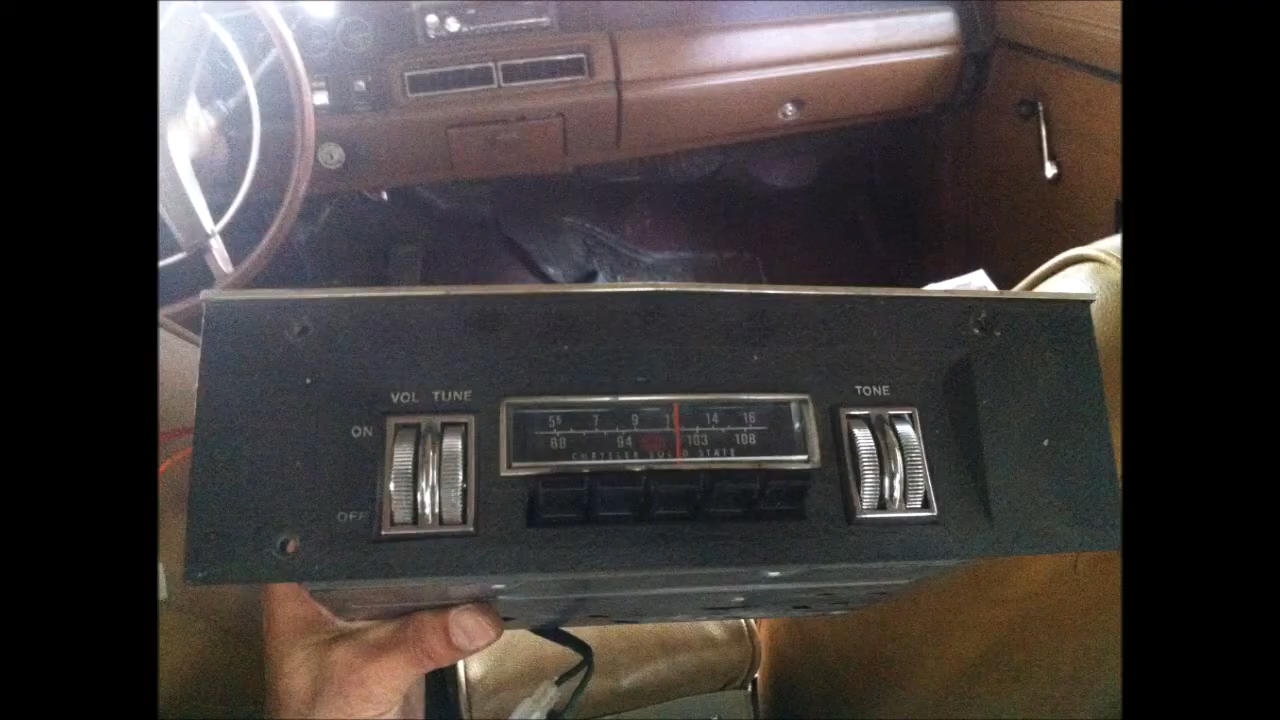 VOL TUNE
TONE
ON
55 7 9 14 16
88 94 103 108
CHRYSLER SOLID STATE
OFF